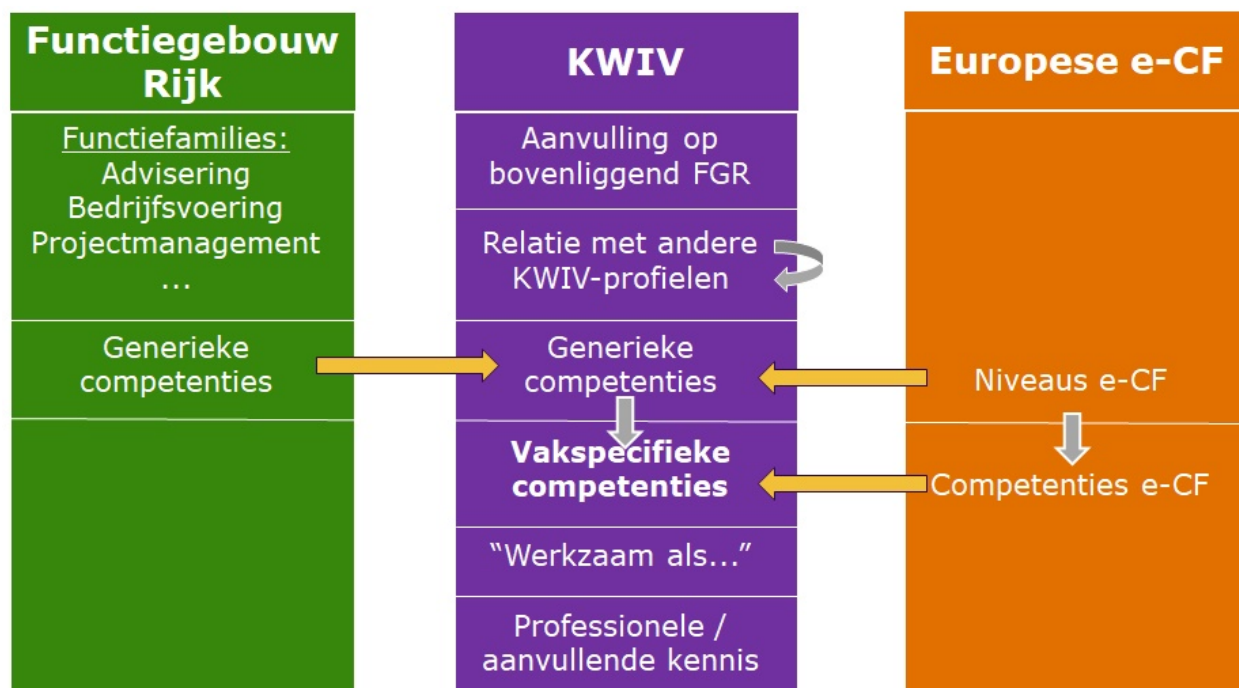 Functiegebouw
Rijk
Functiefamilies:
Advisering
Bedrijfsvoering
Projectmanagement
...
Generieke
competenties
KWIV
Aanvulling op
bovenliggend FGR
Relatie met andere
KWIV-profielen
Generieke
competenties
Vakspecifieke
competenties
“Werkzaam als...”
Professionele /
aanvullende kennis
Europese e-CF
Niveaus e-CF
Competenties e-CF